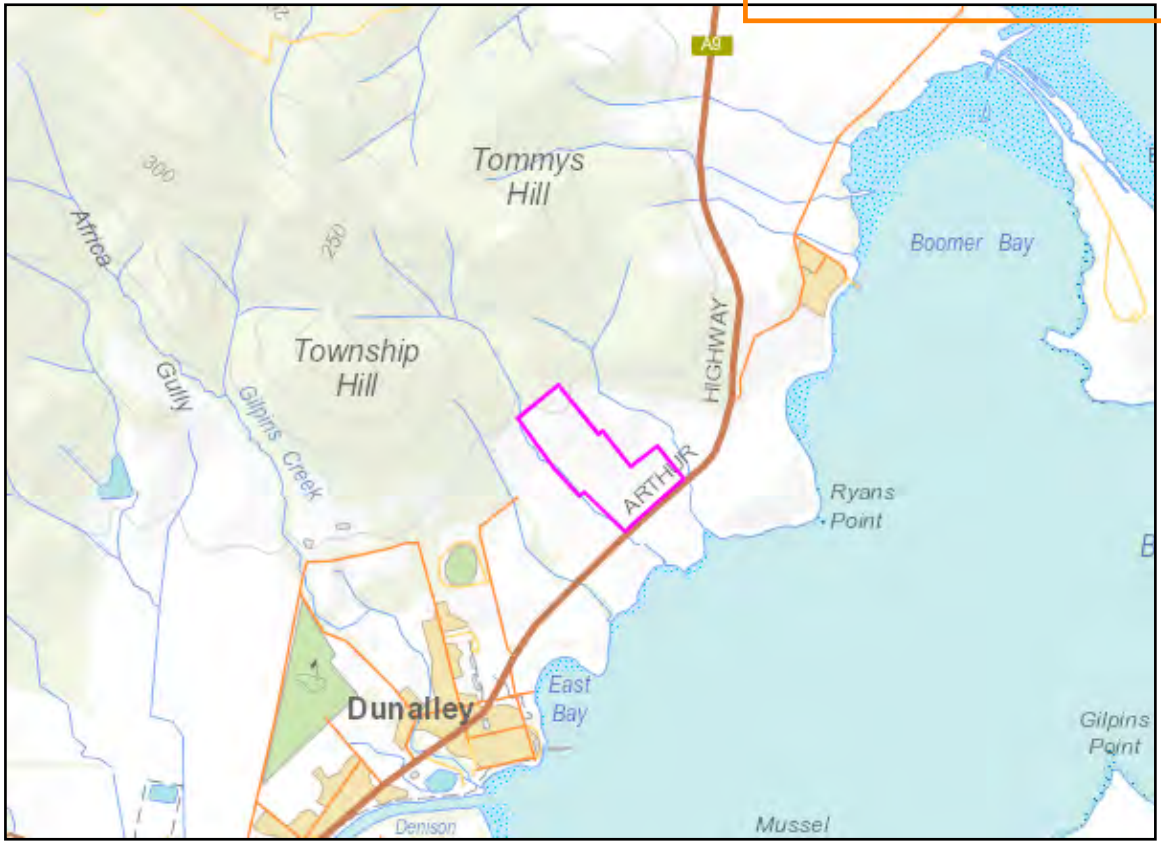 A9
Tommys
Hill
300
250
Africa
Gully
Boomer Bay
HIGHWAY
Township
Hill
Gilpins Creek
ARTHUR
Ryans
Point
B
Dunalley
East
Bay
Gilpins
Point
Denison
Mussel